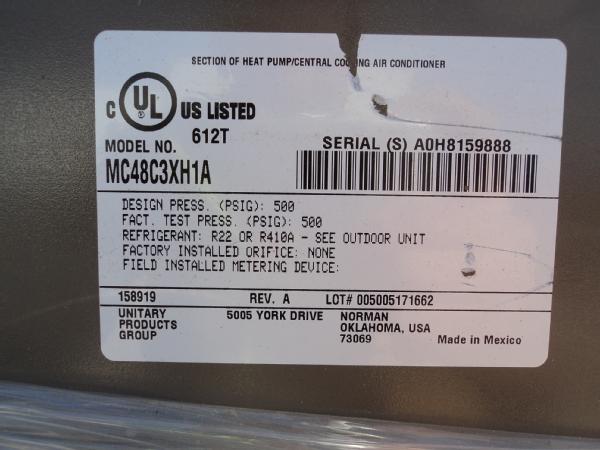 SECTION OF HEAT PUMP/CENTRAL COOLING AIR CONDITIONER
C UL US LISTED
612T
MODEL NO.
MC48C3XH1A
SERIAL (S) A0H8159888
DESIGN PRESS. (PSIG): 500
FACT. TEST PRESS. (PSIG): 500
REFRIGERANT: R22 OR R410A - SEE OUTDOOR UNIT
FACTORY INSTALLED ORIFICE: NONE
FIELD INSTALLED METERING DEVICE:
158919 REV. A LOT# 005005171662
UNITARY PRODUCTS GROUP
5005 YORK DRIVE
NORMAN OKLAHOMA, USA 73069
Made in Mexico